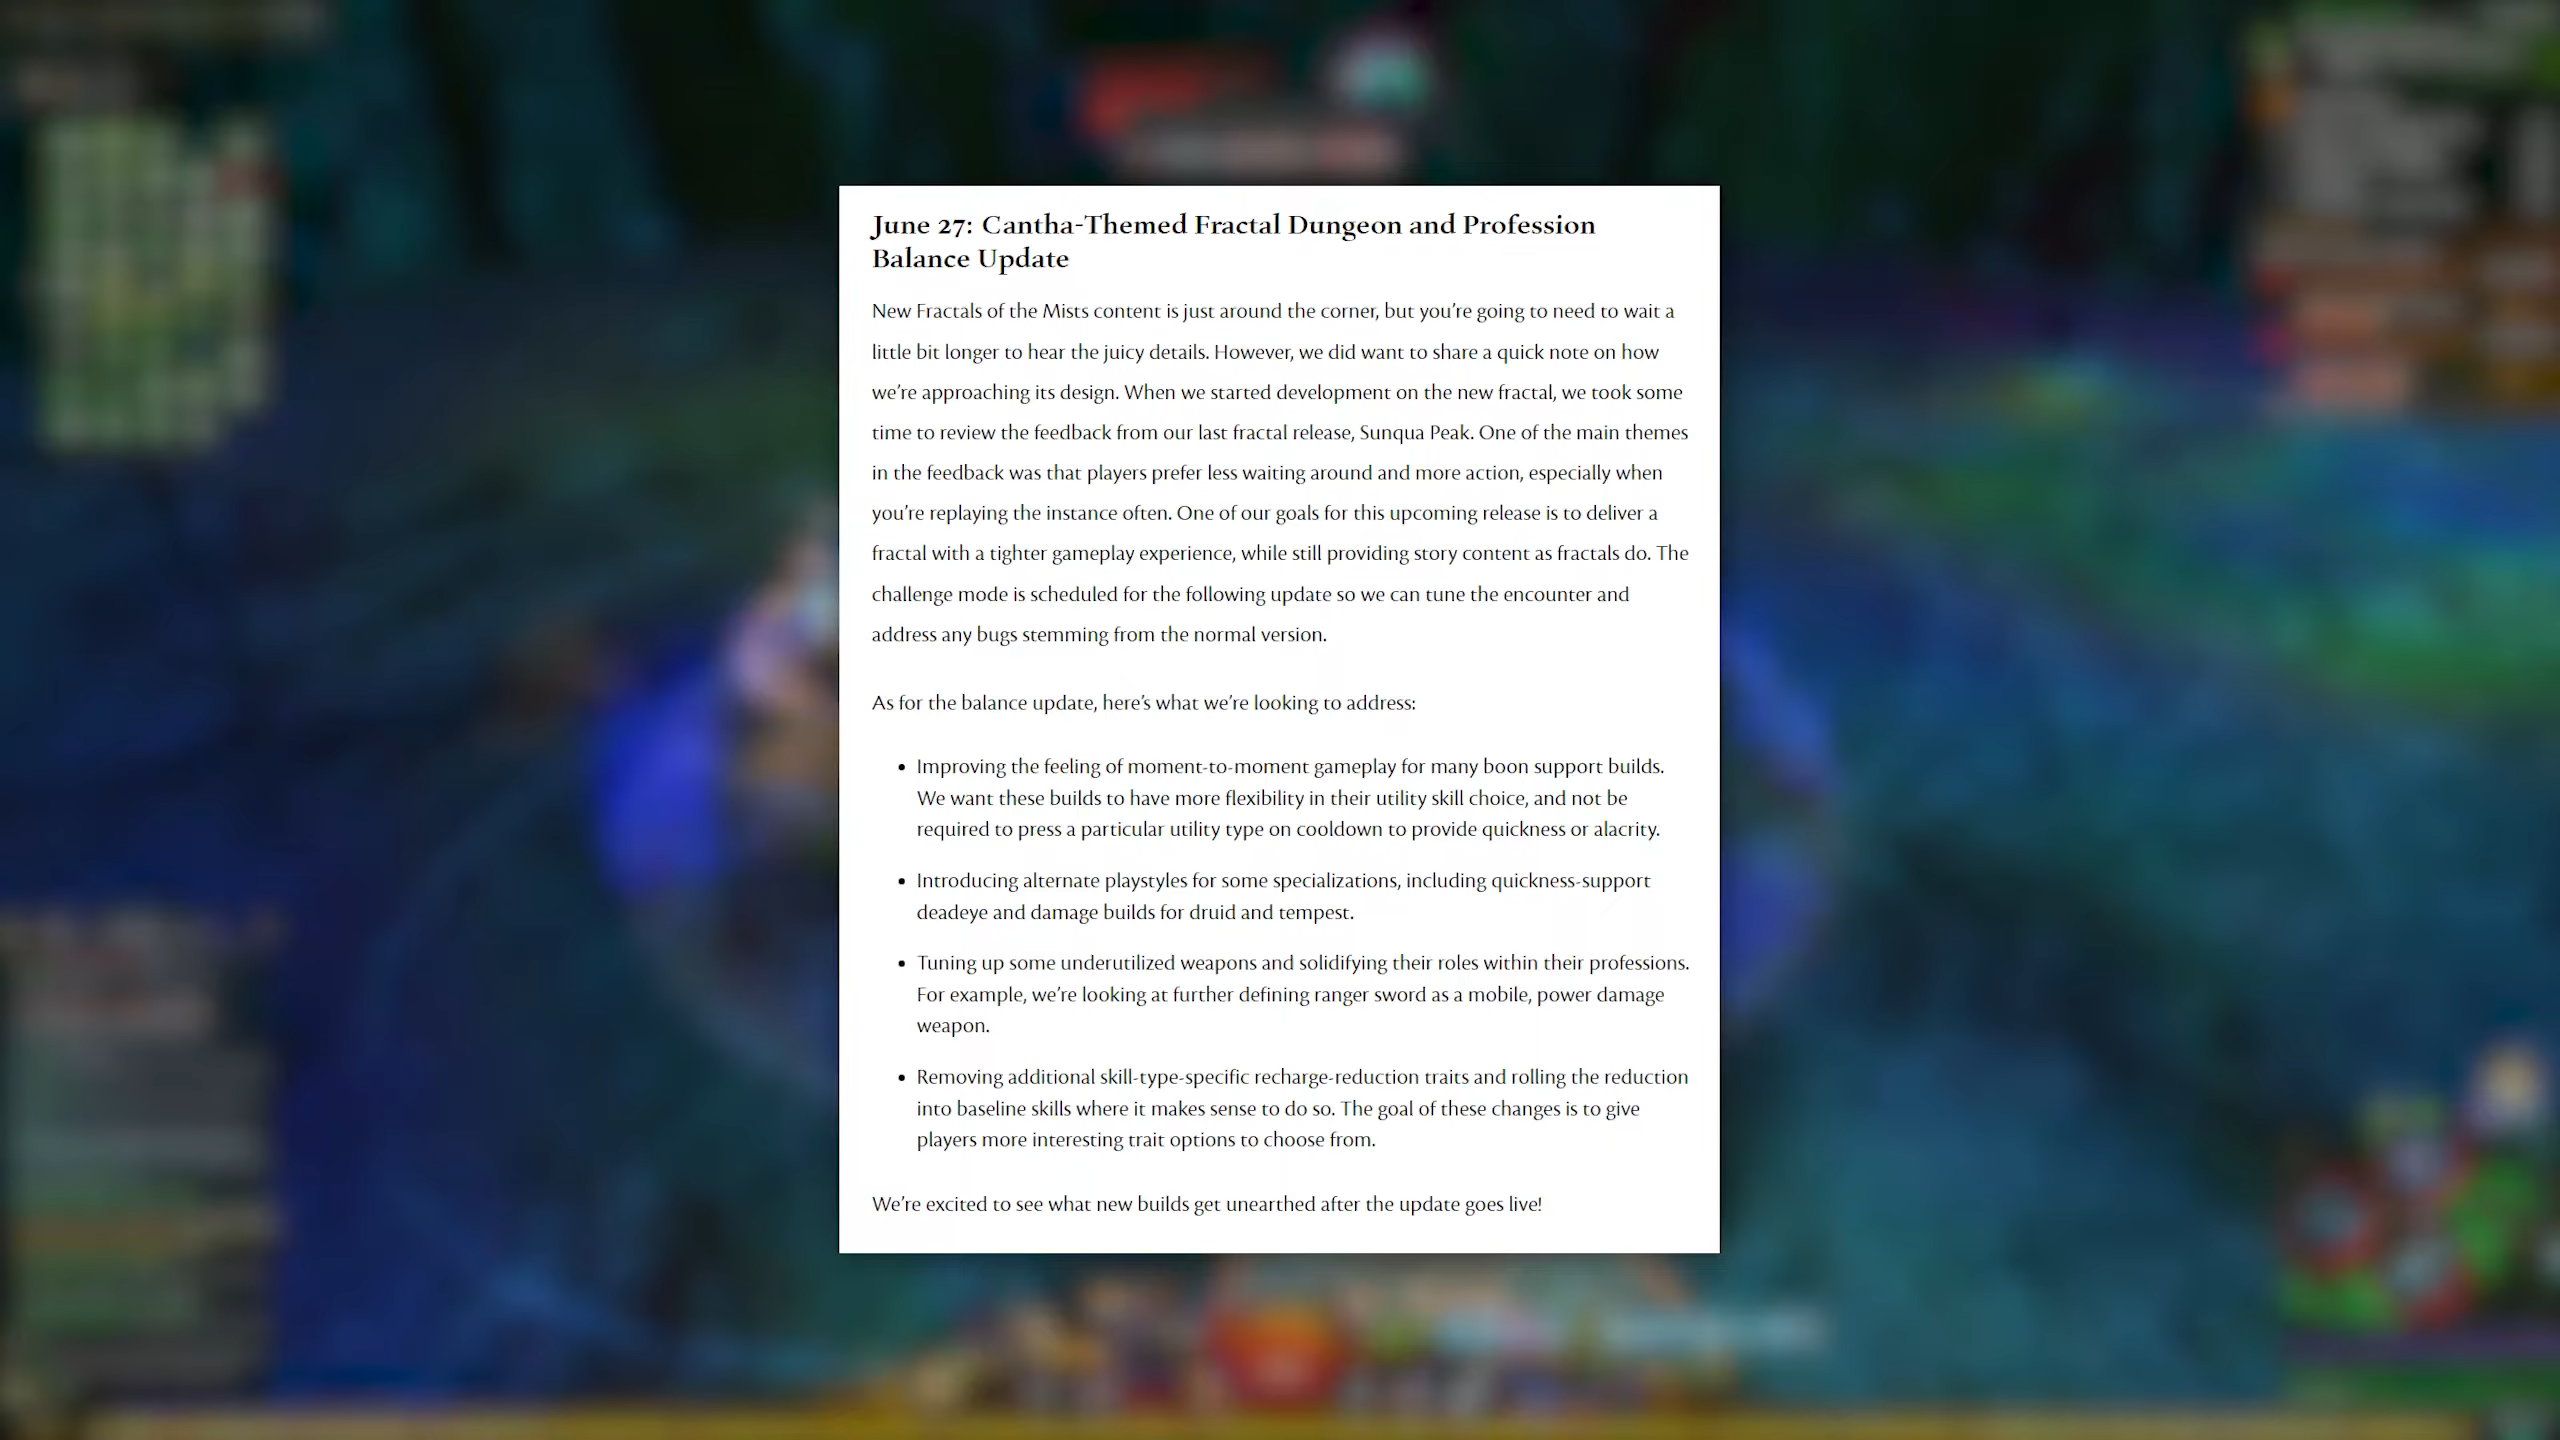 June 27: Cantha-Themed Fractal Dungeon and Profession
Balance Update
New Fractals of the Mists content is just around the corner, but you’re going to need to wait a
little bit longer to hear the juicy details. However, we did want to share a quick note on how
we’re approaching its design. When we started development on the new fractal, we took some
time to review the feedback from our last fractal release, Sunqua Peak. One of the main themes
in the feedback was that players prefer less waiting around and more action, especially when
you’re replaying the instance often. One of our goals for this upcoming release is to deliver a
fractal with a tighter gameplay experience, while still providing story content as fractals do. The
challenge mode is scheduled for the following update so we can tune the encounter and
address any bugs stemming from the normal version.
As for the balance update, here’s what we’re looking to address:
• Improving the feeling of moment-to-moment gameplay for many boon support builds.
We want these builds to have more flexibility in their utility skill choice, and not be
required to press a particular utility type on cooldown to provide quickness or alacrity.
• Introducing alternate playstyles for some specializations, including quickness-support
deadeye and damage builds for druid and tempest.
• Tuning up some underutilized weapons and solidifying their roles within their professions.
For example, we’re looking at further defining ranger sword as a mobile, power damage
weapon.
• Removing additional skill-type-specific recharge-reduction traits and rolling the reduction
into baseline skills where it makes sense to do so. The goal of these changes is to give
players more interesting trait options to choose from.
We’re excited to see what new builds get unearthed after the update goes live!